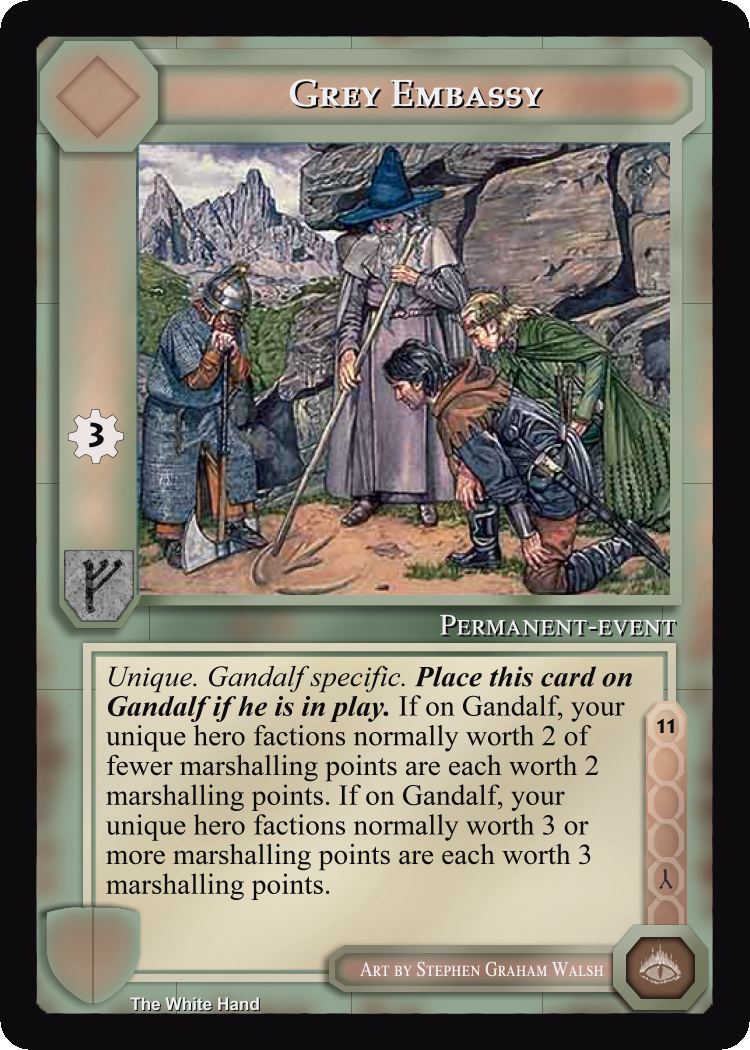 Grey Embassy
3
Permanent-event
Unique. Gandalf specific. Place this card on
Gandalf if he is in play. If on Gandalf, your
unique hero factions normally worth 2 of
fewer marshalling points are each worth 2
marshalling points. If on Gandalf, your
unique hero factions normally worth 3 or
more marshalling points are each worth 3
marshalling points.
11
Art by Stephen Graham Walsh
The White Hand